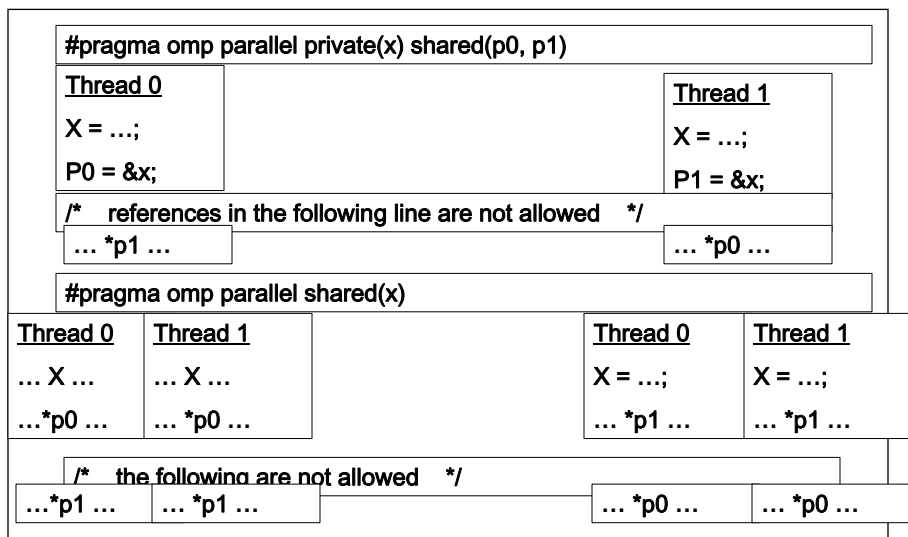 #pragma omp parallel private(x) shared(p0, p1)
Thread 0
X = …;
P0 = &x;
Thread 1
X = …;
P1 = &x;
/* references in the following line are not allowed */
… *p1 …
… *p0 …
#pragma omp parallel shared(x)
Thread 0
… X …
…*p0 …
Thread 1
… X …
… *p0 …
Thread 0
X = …;
… *p1 …
Thread 1
X = …;
… *p1 …
/* the following are not allowed */
…*p1 …
… *p1 …
… *p0 …
… *p0 …